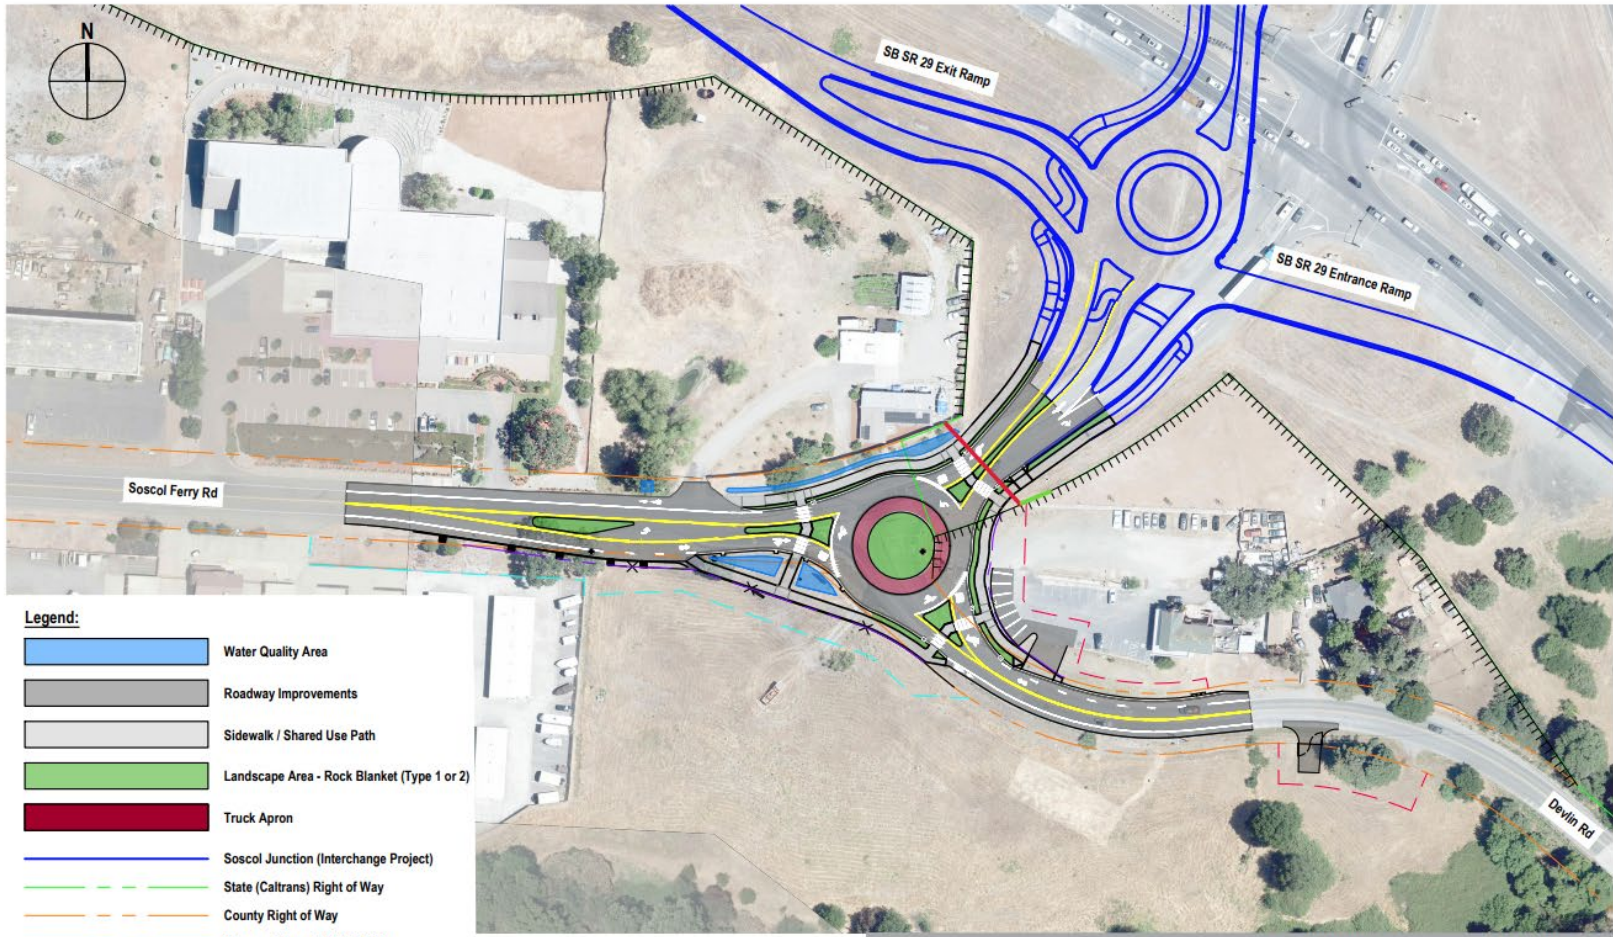 N
SB SR 29 Exit Ramp
SB SR 29 Entrance Ramp
Soscol Ferry Rd
Devlin Rd
Legend:
Water Quality Area
Roadway Improvements
Sidewalk / Shared Use Path
Landscape Area - Rock Blanket (Type 1 or 2)
Truck Apron
Soscol Junction (Interchange Project)
State (Caltrans) Right of Way
County Right of Way